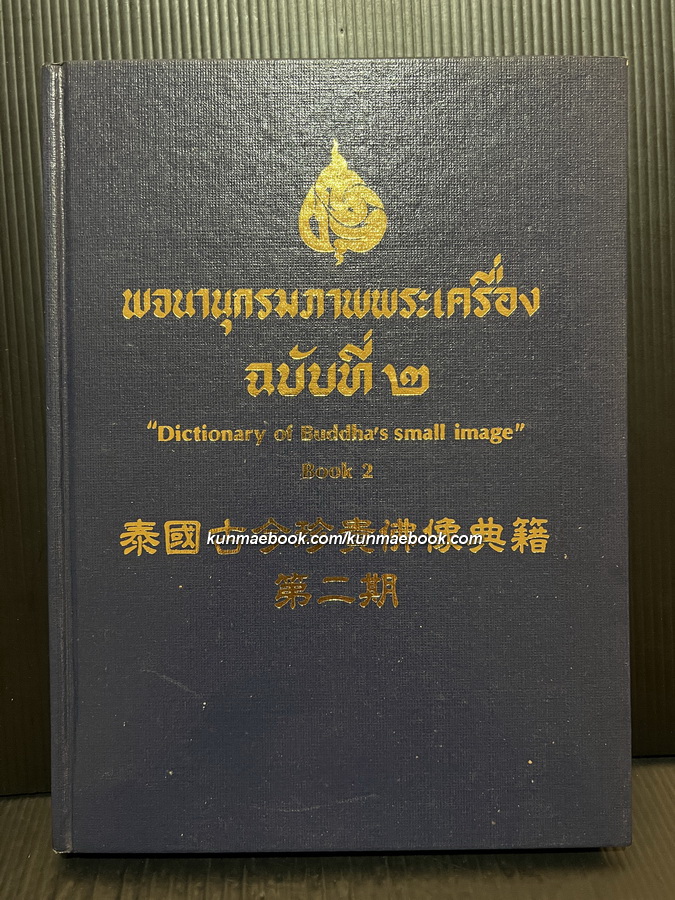 พจนานุกรมภาพพระเครื่อง
ฉบับที่ ๒
"Dictionary of Buddha's small image"
Book 2
泰國古今珍貴佛像典籍
kunmaebook.com/kunmaebook.com
第二期